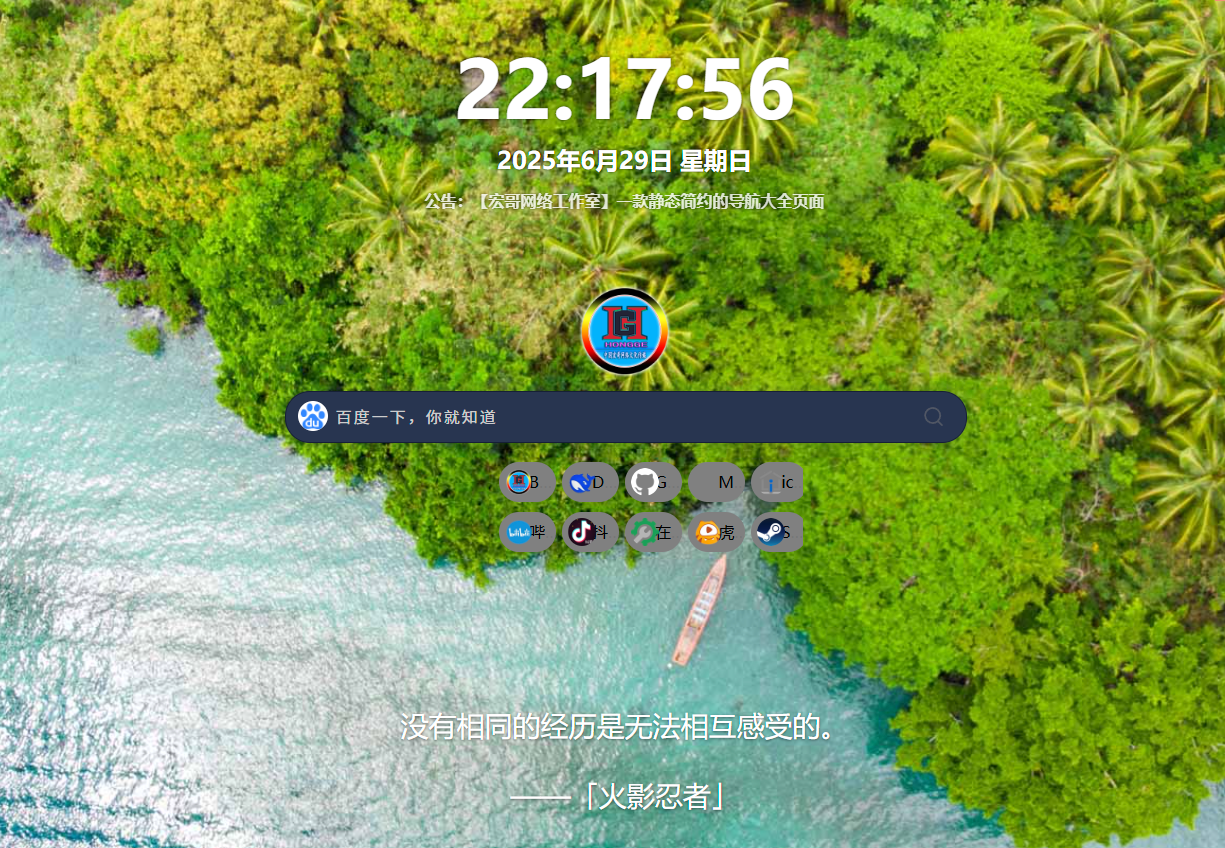 22:17:56
2025年6月29日 星期日
公告：【宏哥网络工作室】一款静态简约的导航大全页面
HG
HONGGE
du 百度一下，你就知道
B D G M ic
哔 抖 在 虎 S
没有相同的经历是无法相互感受的。
——「火影忍者」